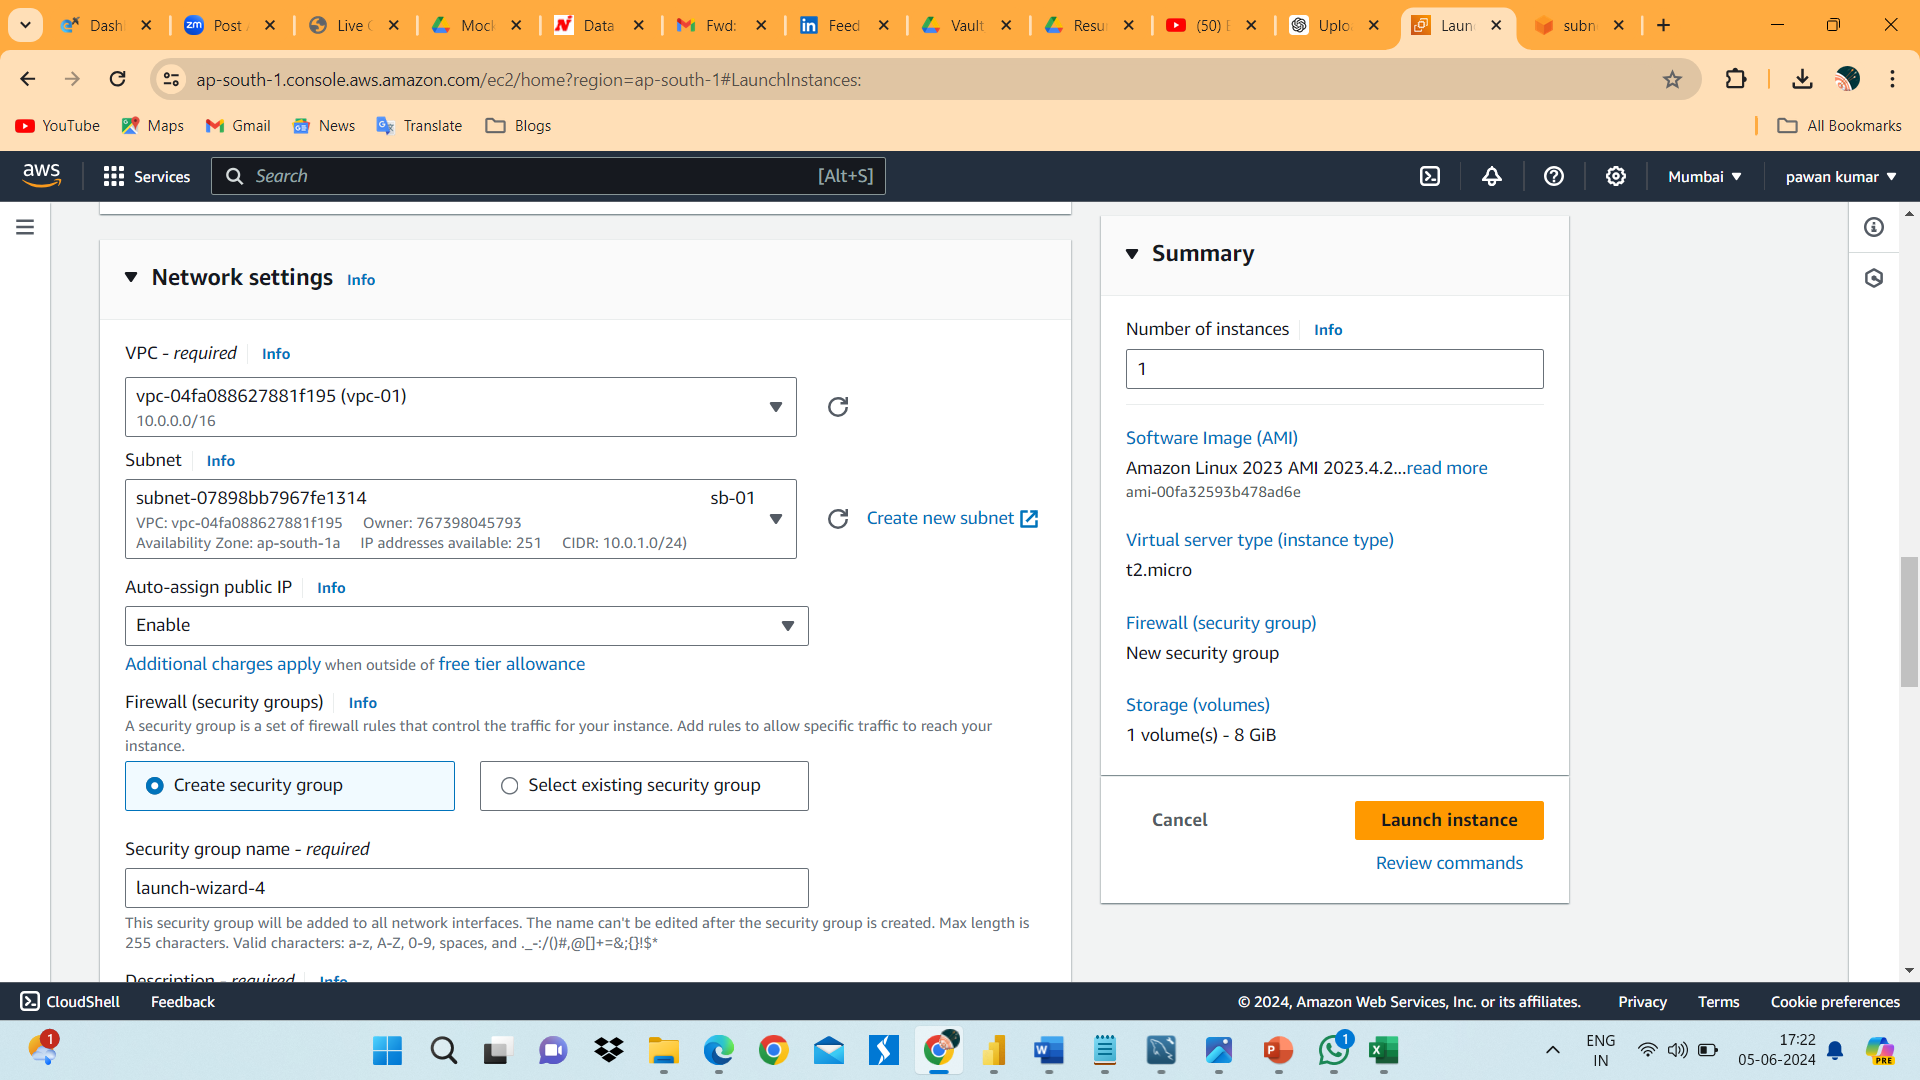 Dash
Post
Live
Mock
Data
Fwd:
Feed
Vault
Resu
(50)
Uplo
Laun
subn
ap-south-1.console.aws.amazon.com/ec2/home?region=ap-south-1#LaunchInstances:
YouTube
Maps
Gmail
News
Translate
Blogs
All Bookmarks
aws
Services
Search
[Alt+S]
Mumbai
pawan kumar
Network settings Info
VPC - required Info
vpc-04fa088627881f195 (vpc-01)
10.0.0.0/16
Subnet Info
subnet-07898bb7967fe1314 sb-01
VPC: vpc-04fa088627881f195 Owner: 767398045793
Availability Zone: ap-south-1a IP addresses available: 251 CIDR: 10.0.1.0/24)
Create new subnet
Auto-assign public IP Info
Enable
Additional charges apply when outside of free tier allowance
Firewall (security groups) Info
A security group is a set of firewall rules that control the traffic for your instance. Add rules to allow specific traffic to reach your
instance.
Create security group
Select existing security group
Security group name - required
launch-wizard-4
This security group will be added to all network interfaces. The name can't be edited after the security group is created. Max length is
255 characters. Valid characters: a-z, A-Z, 0-9, spaces, and ._-:/()#,@[]+=&;{}!$*
Description - required Info
Summary
Number of instances Info
1
Software Image (AMI)
Amazon Linux 2023 AMI 2023.4.2...read more
ami-00fa32593b478ad6e
Virtual server type (instance type)
t2.micro
Firewall (security group)
New security group
Storage (volumes)
1 volume(s) - 8 GiB
Cancel
Launch instance
Review commands
CloudShell
Feedback
© 2024, Amazon Web Services, Inc. or its affiliates.
Privacy
Terms
Cookie preferences
1
1
ENG
IN
17:22
05-06-2024
PRE